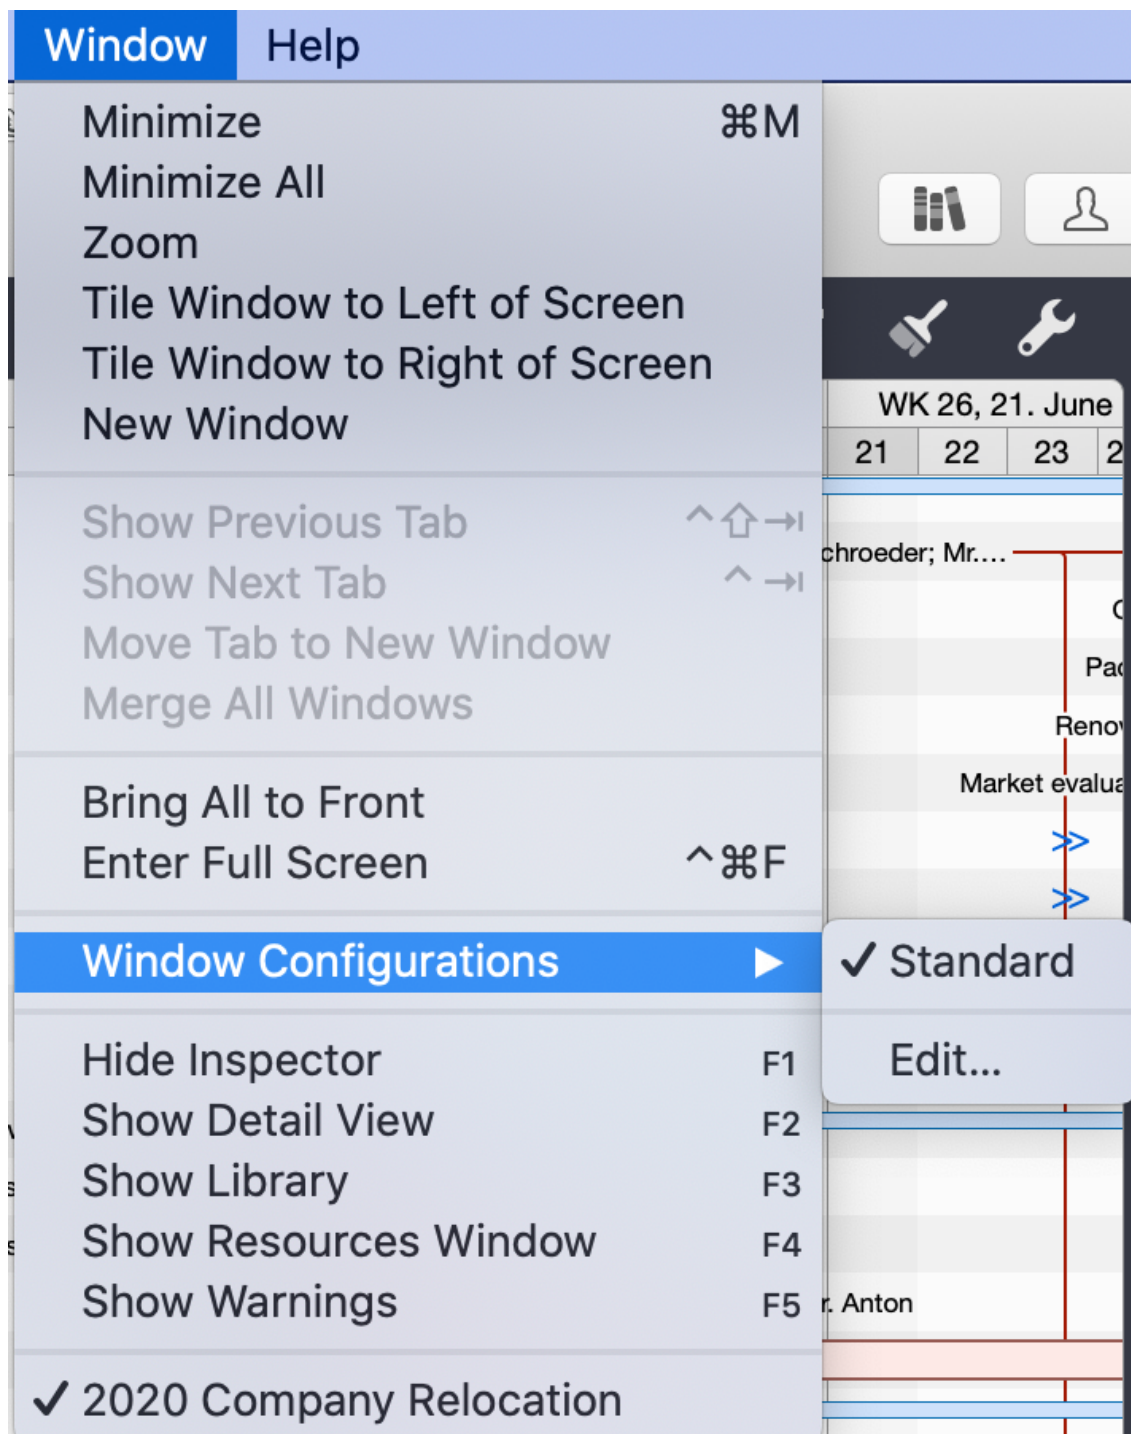 Window Help
Minimize ⌘M
Minimize All
Zoom
Tile Window to Left of Screen
Tile Window to Right of Screen
New Window
WK 26, 21. June
21 22 23
Show Previous Tab ^⇧⇥
Show Next Tab ^⇥
chroeder; Mr....
Move Tab to New Window
Merge All Windows
Renov
Market evalua
Bring All to Front
Enter Full Screen ^⌘F
Window Configurations ▶
✓ Standard
Edit...
Hide Inspector F1
Show Detail View F2
Show Library F3
Show Resources Window F4
Show Warnings F5
r. Anton
✓ 2020 Company Relocation